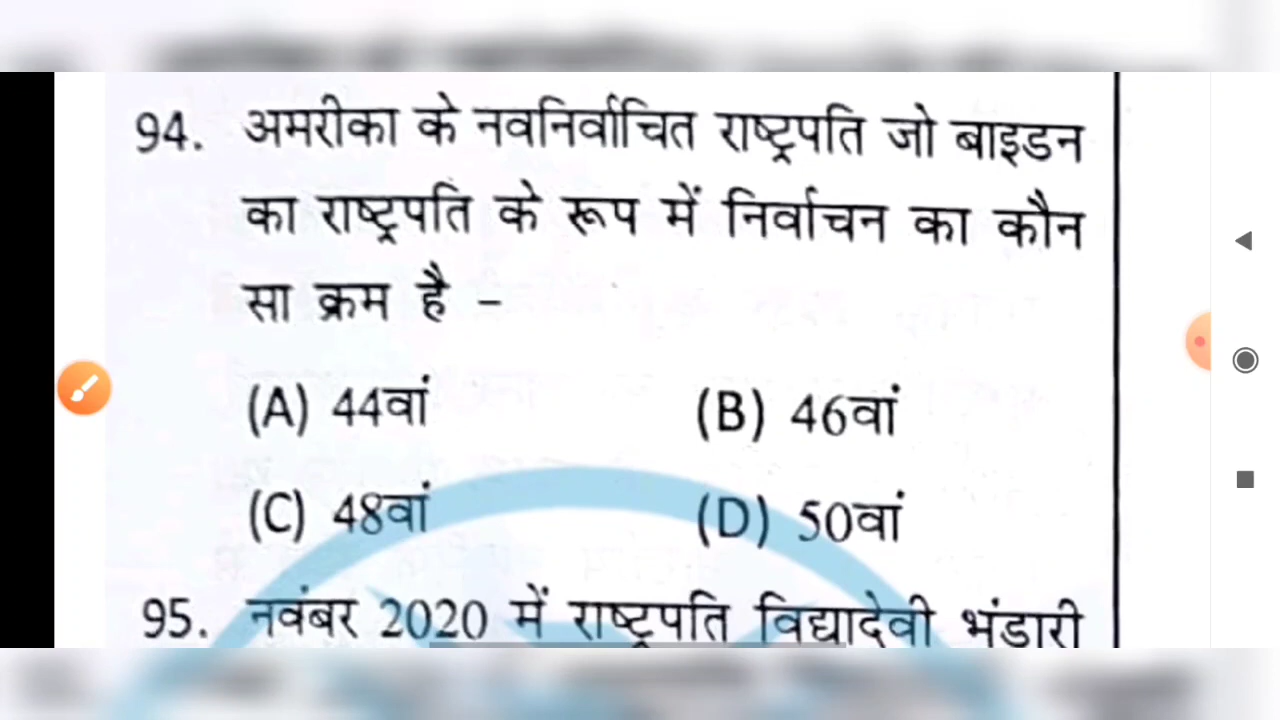 94. अमरीका के नवनिर्वाचित राष्ट्रपति जो बाइडन
का राष्ट्रपति के रूप में निर्वाचन का कौन
सा क्रम है -
(A) 44वां (B) 46वां
(C) 48वां (D) 50वां
95. नवंबर 2020 में राष्ट्रपति विद्यादेवी भंडारी